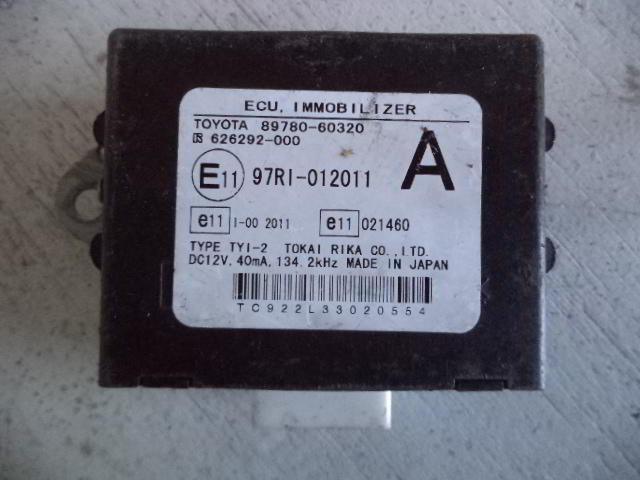 ECU, IMMOBILIZER
TOYOTA 89780-60320
626292-000
A
E11 97RI-012011
e11 I-00 2011 e11 021460
TYPE TYI-2 TOKAI RIKA CO.,LTD.
DC12V, 40mA, 134.2kHz MADE IN JAPAN
TC922L33020554